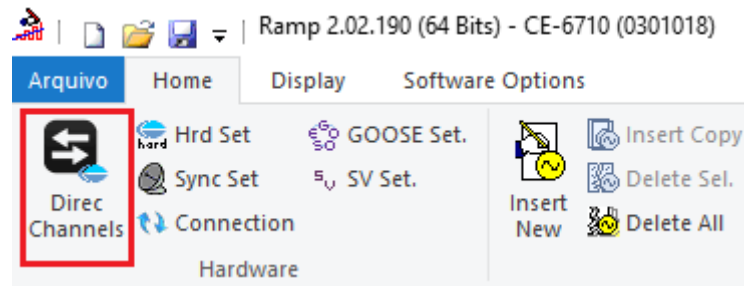 Ramp 2.02.190 (64 Bits) - CE-6710 (0301018)
Arquivo Home Display Software Options
Direc
Channels
hard Hrd Set
Sync Set
Connection
GOOSE Set.
SV Set.
Hardware
Insert
New
Insert Copy
Delete Sel.
Delete All